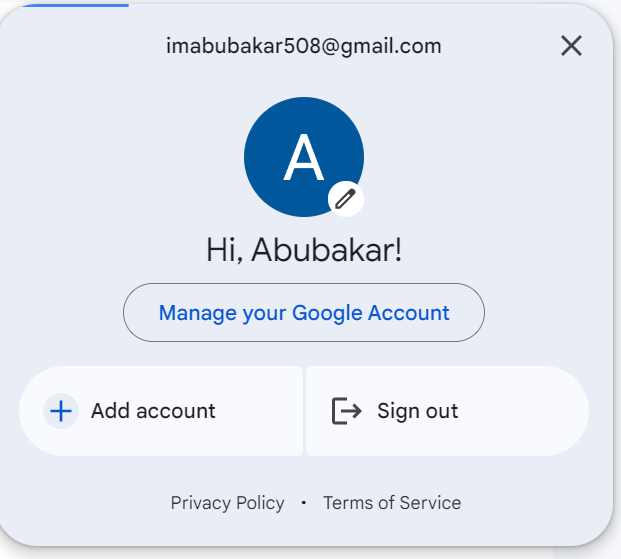 imabubakar508@gmail.com
A
Hi, Abubakar!
Manage your Google Account
Add account
Sign out
Privacy Policy • Terms of Service